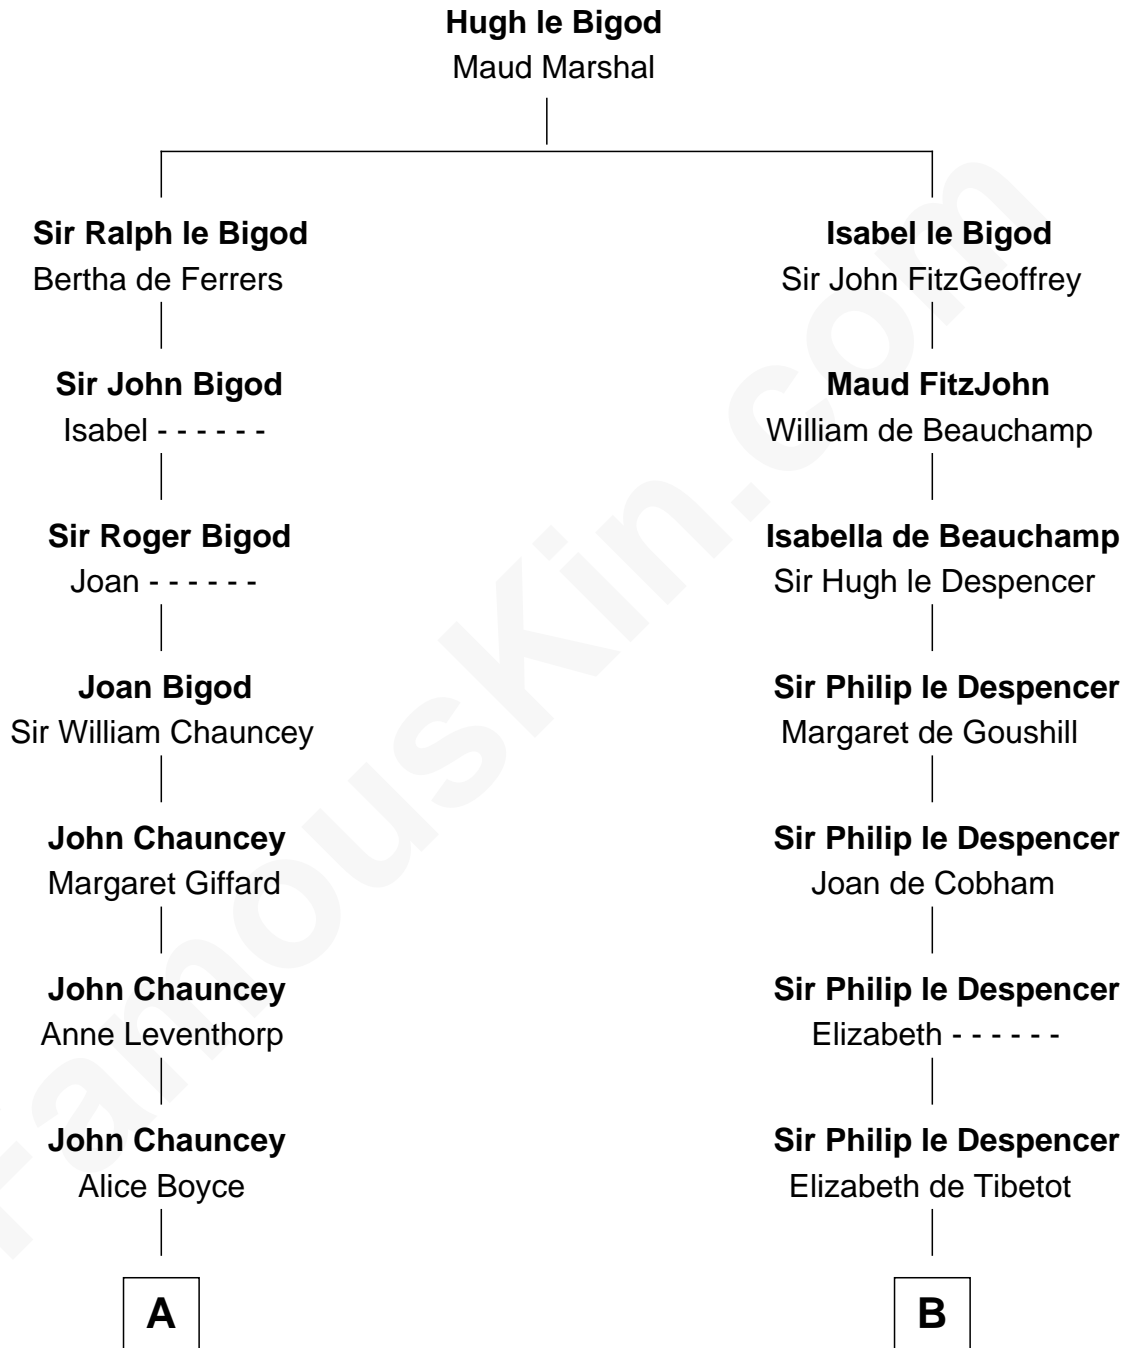 Hugh le Bigod
Maud Marshal
Sir Ralph le Bigod
Bertha de Ferrers
Isabel le Bigod
Sir John FitzGeoffrey
Sir John Bigod
Isabel - - - - - -
Maud FitzJohn
William de Beauchamp
Sir Roger Bigod
Joan - - - - - -
Isabella de Beauchamp
Sir Hugh le Despencer
Joan Bigod
Sir William Chauncey
Sir Philip le Despencer
Margaret de Goushill
John Chauncey
Margaret Giffard
Sir Philip le Despencer
Joan de Cobham
John Chauncey
Anne Leventhorp
Sir Philip le Despencer
Elizabeth - - - - - -
John Chauncey
Alice Boyce
Sir Philip le Despencer
Elizabeth de Tibetot
A
B
FamousKin.com